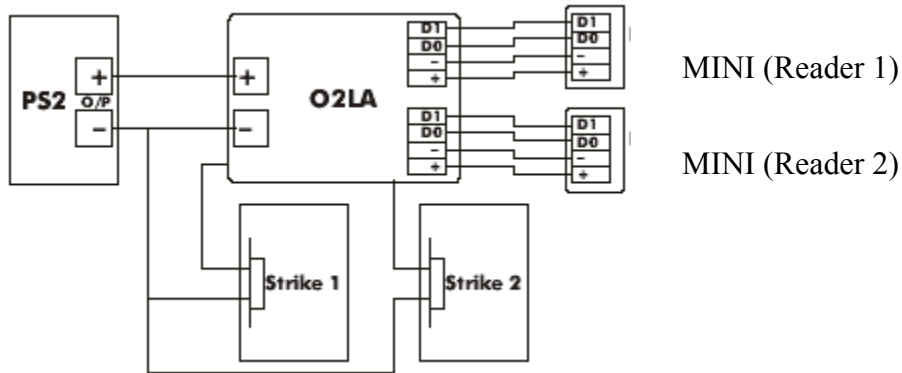 PS2
+
O/P
-
+
-
O2LA
D1
D0
-
+
D1
D0
-
+
D1
D0
-
+
D1
D0
-
+
MINI (Reader 1)
MINI (Reader 2)
Strike 1
Strike 2